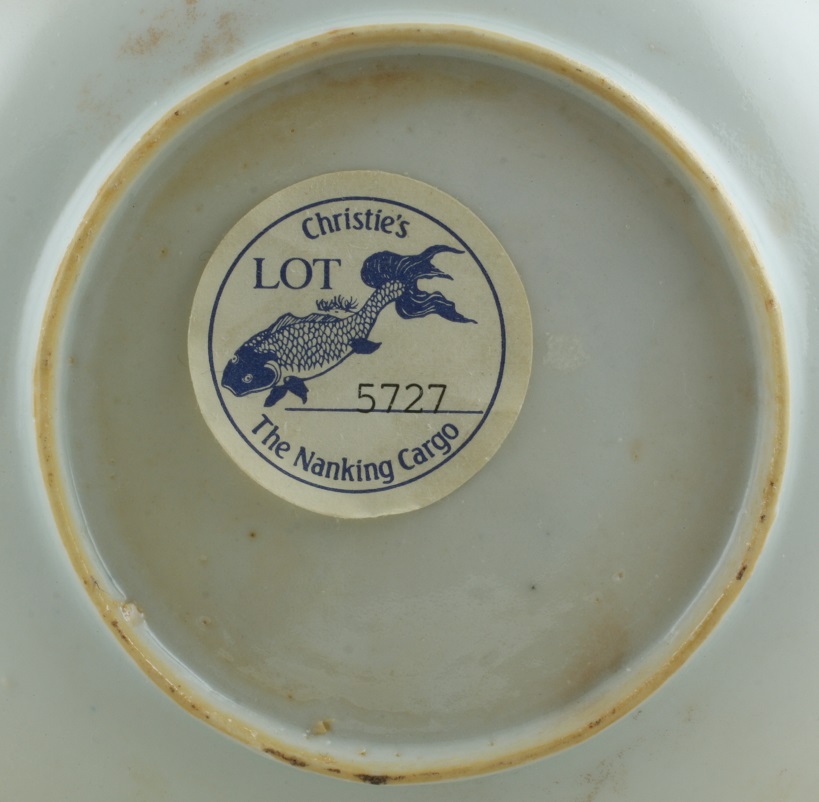 Christie's
LOT
5727
The Nanking Cargo